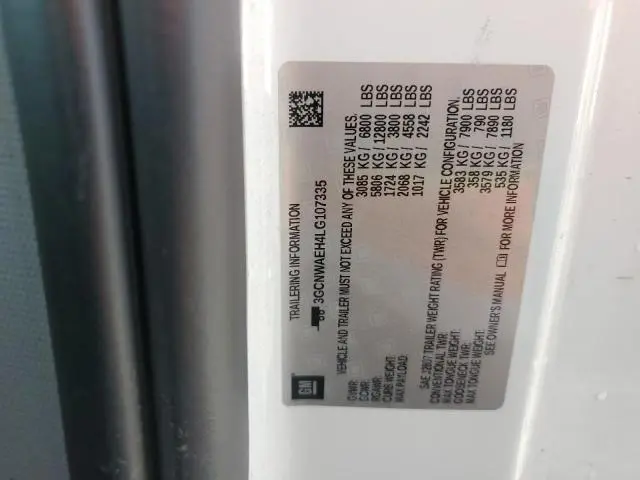 TRAILERING INFORMATION
3GCNWAEH4LG107335
VEHICLE AND TRAILER MUST NOT EXCEED ANY OF THESE VALUES.
GVWR: 3085 KG / 6800 LBS
GCWR: 5806 KG / 12800 LBS
RGAWR: 1724 KG / 3800 LBS
CURB WEIGHT: 2068 KG / 4558 LBS
MAX PAYLOAD: 1017 KG / 2242 LBS
SAE J2807 TRAILER WEIGHT RATING (TWR) FOR VEHICLE CONFIGURATION.
CONVENTIONAL TWR: 3583 KG / 7900 LBS
MAX TONGUE WEIGHT: 358 KG / 790 LBS
GOOSENECK TWR: 3579 KG / 7890 LBS
MAX TONGUE WEIGHT: 535 KG / 1180 LBS
SEE OWNER'S MANUAL FOR MORE INFORMATION
GM